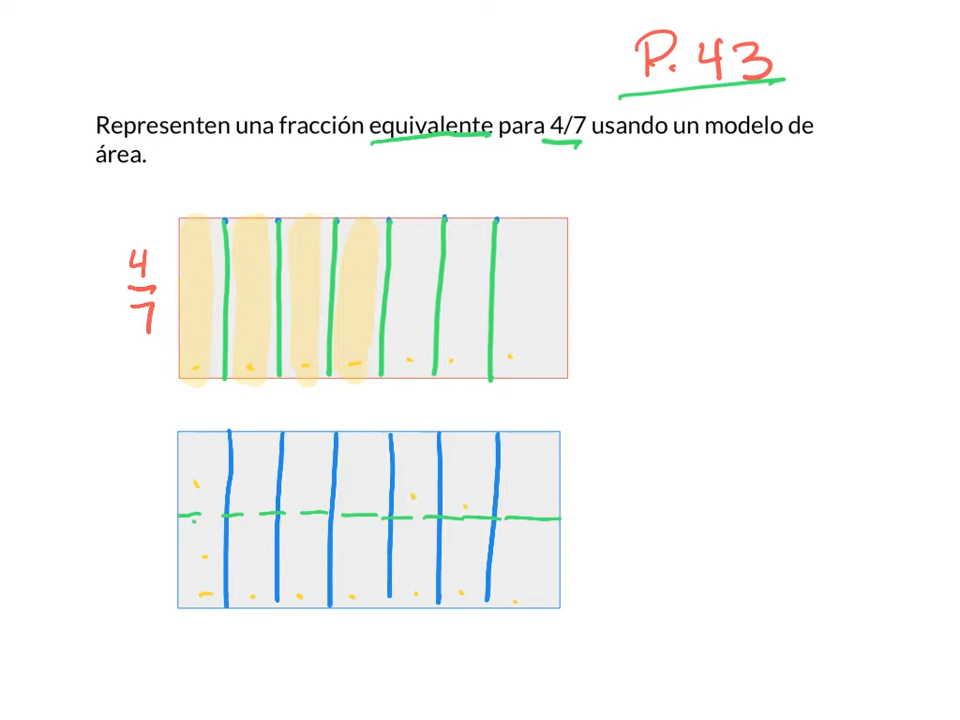 P. 43
Representen una fracción equivalente para 4/7 usando un modelo de
área.
4
7